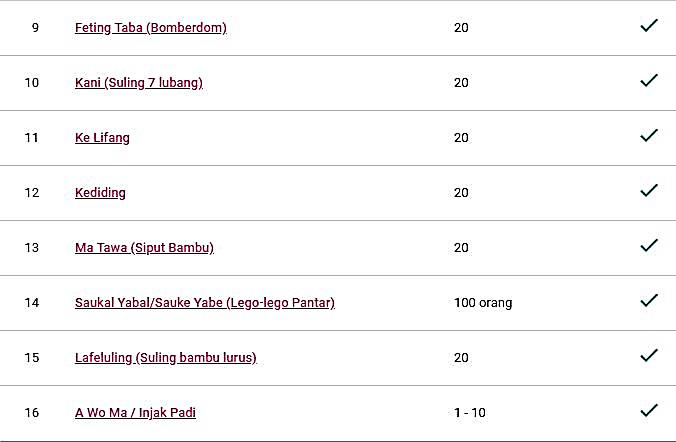 9 Feting Taba (Bomberdom) 20 ✓
10 Kani (Suling 7 lubang) 20 ✓
11 Ke Lifang 20 ✓
12 Kediding 20 ✓
13 Ma Tawa (Siput Bambu) 20 ✓
14 Saukal Yabal/Sauke Yabe (Lego-lego Pantar) 100 orang ✓
15 Lafeluling (Suling bambu lurus) 20 ✓
16 A Wo Ma / Injak Padi 1 - 10 ✓